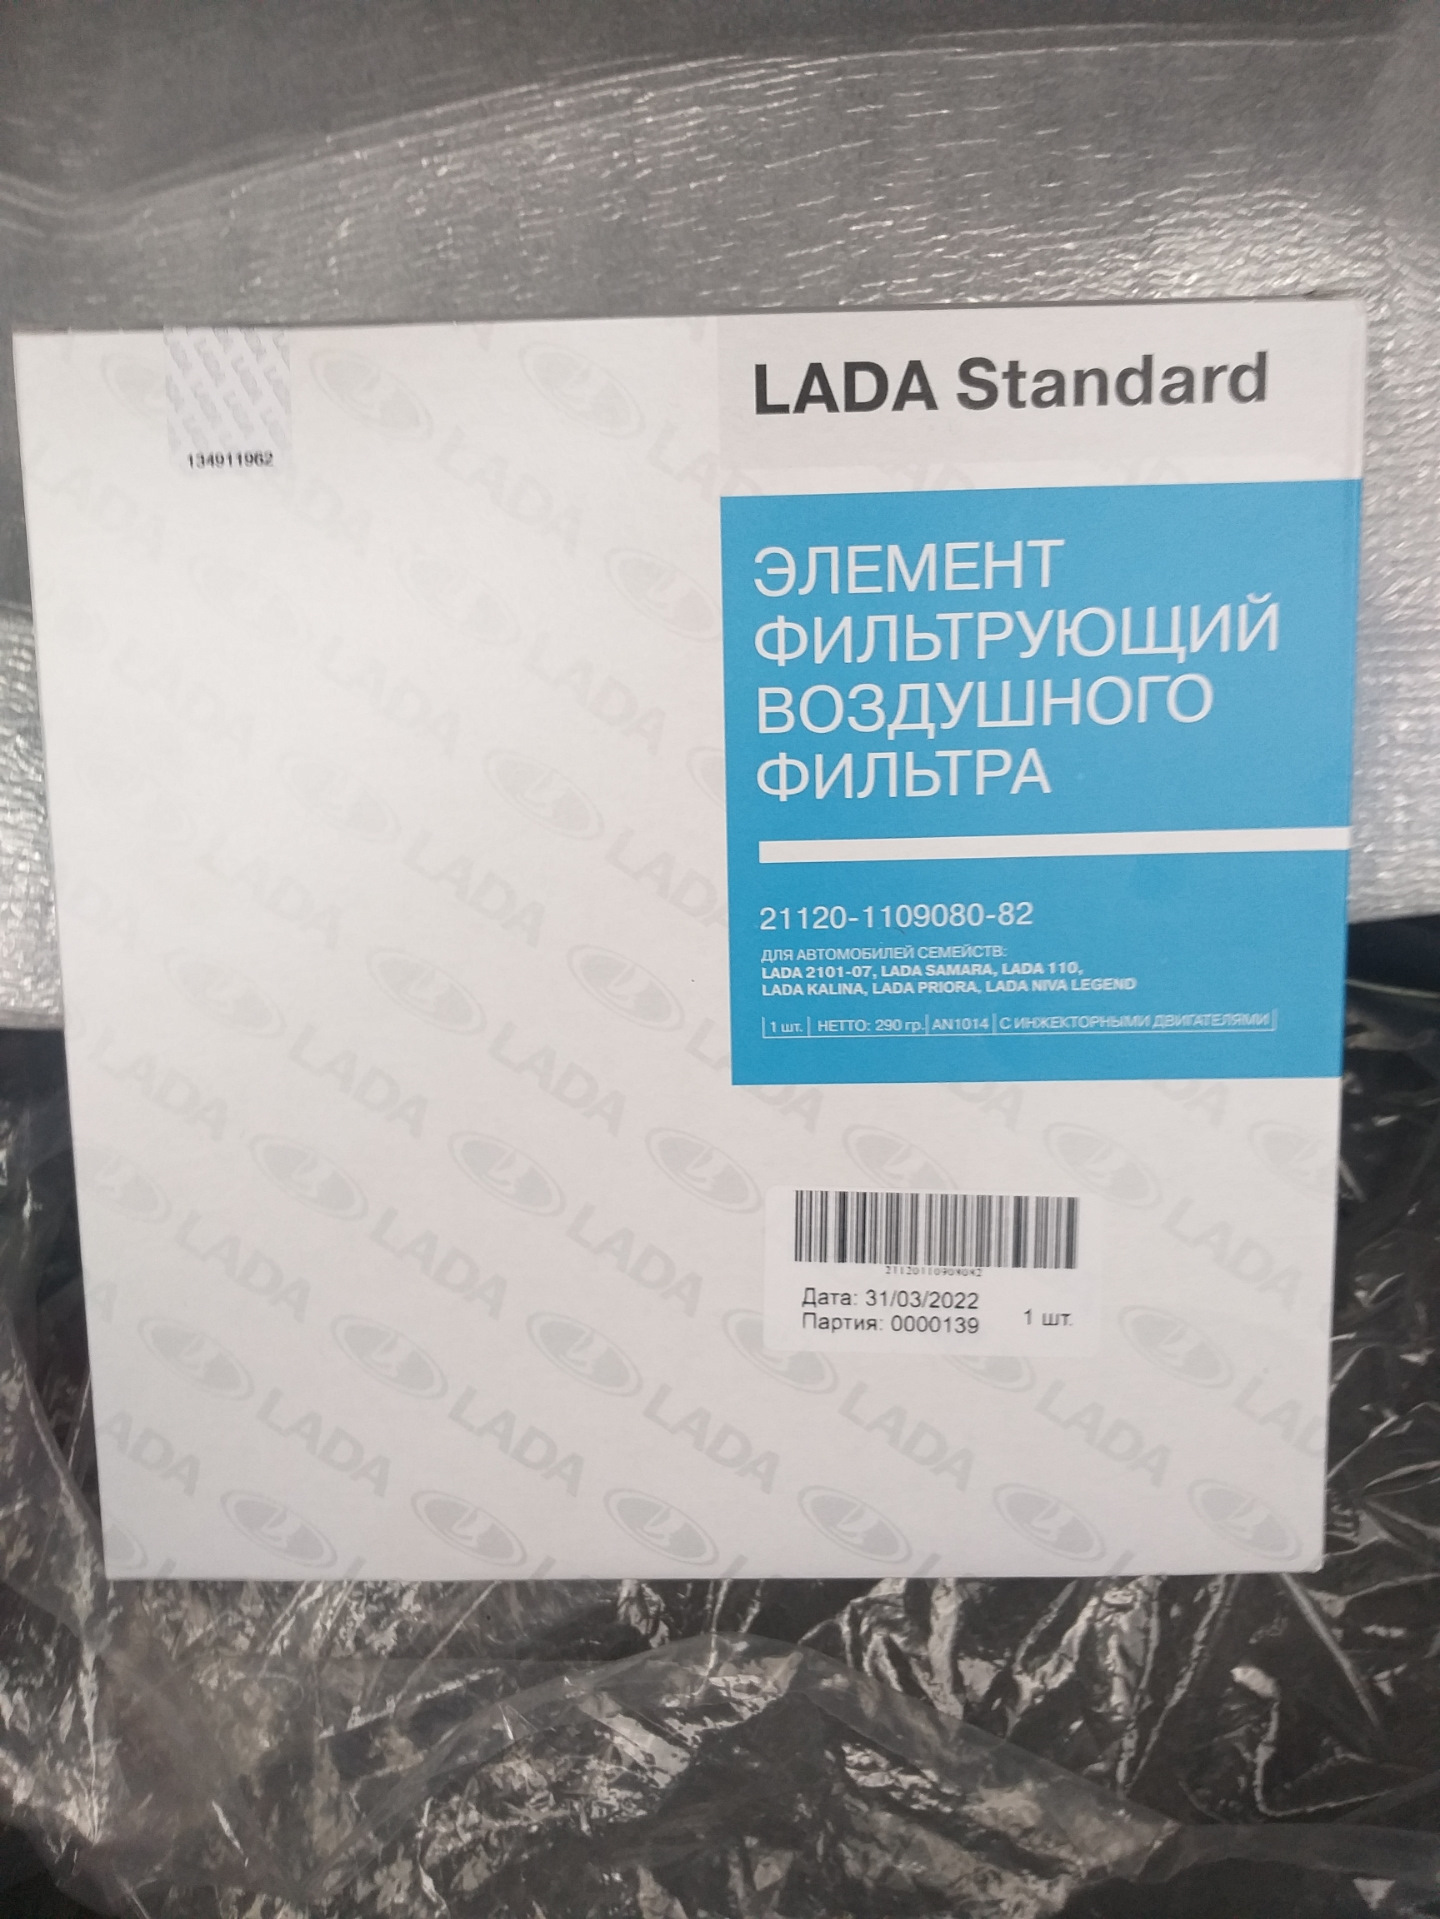 LADA Standard
134911962
ЭЛЕМЕНТ
ФИЛЬТРУЮЩИЙ
ВОЗДУШНОГО
ФИЛЬТРА
21120-1109080-82
ДЛЯ АВТОМОБИЛЕЙ СЕМЕЙСТВ:
LADA 2101-07, LADA SAMARA, LADA 110,
LADA KALINA, LADA PRIORA, LADA NIVA LEGEND
1 шт. | НЕТТО: 290 гр. | AN1014 | С ИНЖЕКТОРНЫМИ ДВИГАТЕЛЯМИ
Дата: 31/03/2022
Партия: 0000139
1 шт.